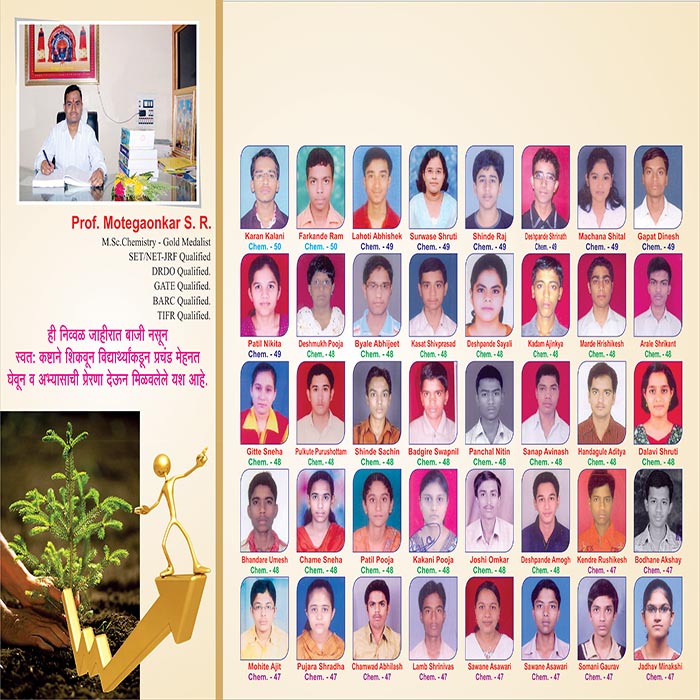 Prof. Motegaonkar S. R.
M.Sc.Chemistry - Gold Medalist
SET/NET-JRF Qualified
DRDO Qualified.
GATE Qualified.
BARC Qualified.
TIFR Qualified.
ही निव्वळ जाहीरात बाजी नसून
स्वत: कष्टाने शिकवून विद्यार्थ्यांकडून प्रचंड मेहनत
घेवून व अभ्यासाची प्रेरणा देऊन मिळवलेले यश आहे.
Karan Kalani Farkande Ram Lahoti Abhishek Surwase Shruti Shinde Raj Deshpande Shrinath Machana Shital Gapat Dinesh
Chem. - 50 Chem. - 50 Chem. - 49 Chem. - 49 Chem. - 49 Chem. - 49 Chem. - 49 Chem. - 49
Patil Nikita Deshmukh Pooja Byale Abhijeet Kasat Shivprasad Deshpande Sayali Kadam Ajinkya Marde Hrishikesh Arale Shrikant
Chem. - 49 Chem. - 48 Chem. - 48 Chem. - 48 Chem. - 48 Chem. - 48 Chem. - 48 Chem. - 48
Gitte Sneha Pulkute Purushottam Shinde Sachin Badgire Swapnil Panchal Nitin Sanap Avinash Handagule Aditya Dalavi Shruti
Chem. - 48 Chem. - 48 Chem. - 48 Chem. - 48 Chem. - 48 Chem. - 48 Chem. - 48 Chem. - 48
Bhandare Umesh Chame Sneha Patil Pooja Kakani Pooja Joshi Omkar Deshpande Amogh Kendre Rushikesh Bodhane Akshay
Chem. - 48 Chem. - 48 Chem. - 48 Chem. - 48 Chem. - 48 Chem. - 48 Chem. - 47 Chem. - 47
Mohite Ajit Pujara Shradha Chamwad Abhilash Lamb Shrinivas Sawane Asawari Sawane Asawari Somani Gaurav Jadhav Minakshi
Chem. - 47 Chem. - 47 Chem. - 47 Chem. - 47 Chem. - 47 Chem. - 47 Chem. - 47 Chem. - 47